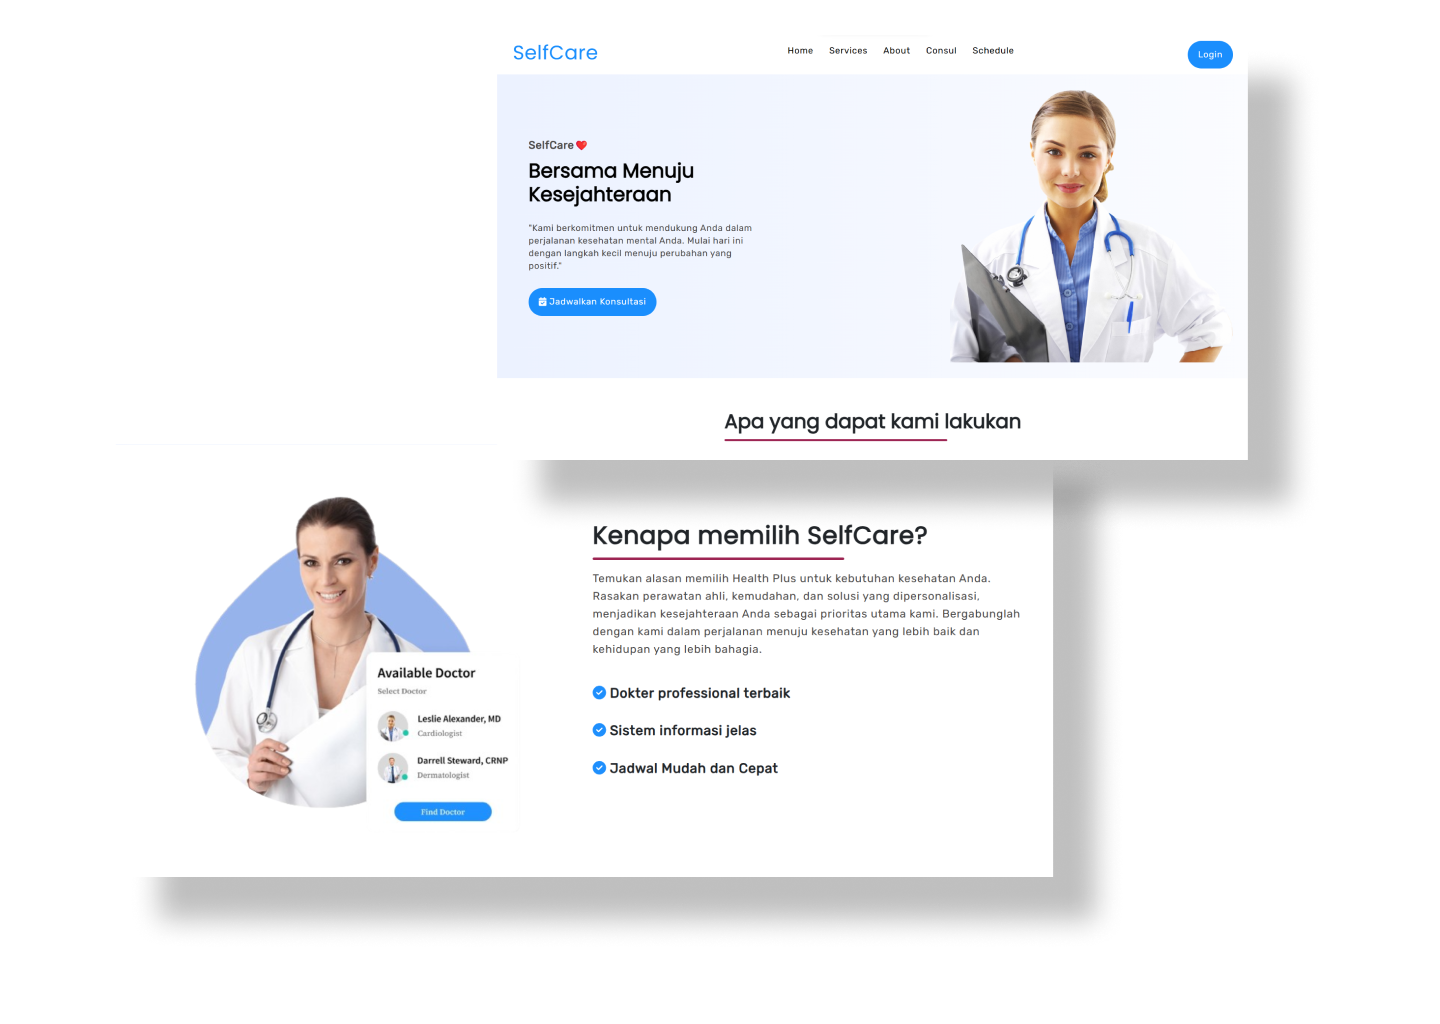 SelfCare
Home Services About Consul Schedule
Login
SelfCare
Bersama Menuju
Kesejahteraan
"Kami berkomitmen untuk mendukung Anda dalam
perjalanan kesehatan mental Anda. Mulai hari ini
dengan langkah kecil menuju perubahan yang
positif."
Jadwalkan Konsultasi
Apa yang dapat kami lakukan
Kenapa memilih SelfCare?
Temukan alasan memilih Health Plus untuk kebutuhan kesehatan Anda.
Rasakan perawatan ahli, kemudahan, dan solusi yang dipersonalisasi,
menjadikan kesejahteraan Anda sebagai prioritas utama kami. Bergabunglah
dengan kami dalam perjalanan menuju kesehatan yang lebih baik dan
kehidupan yang lebih bahagia.
Dokter professional terbaik
Sistem informasi jelas
Jadwal Mudah dan Cepat
Available Doctor
Select Doctor
Leslie Alexander, MD
Cardiologist
Darrell Steward, CRNP
Dermatologist
Find Doctor